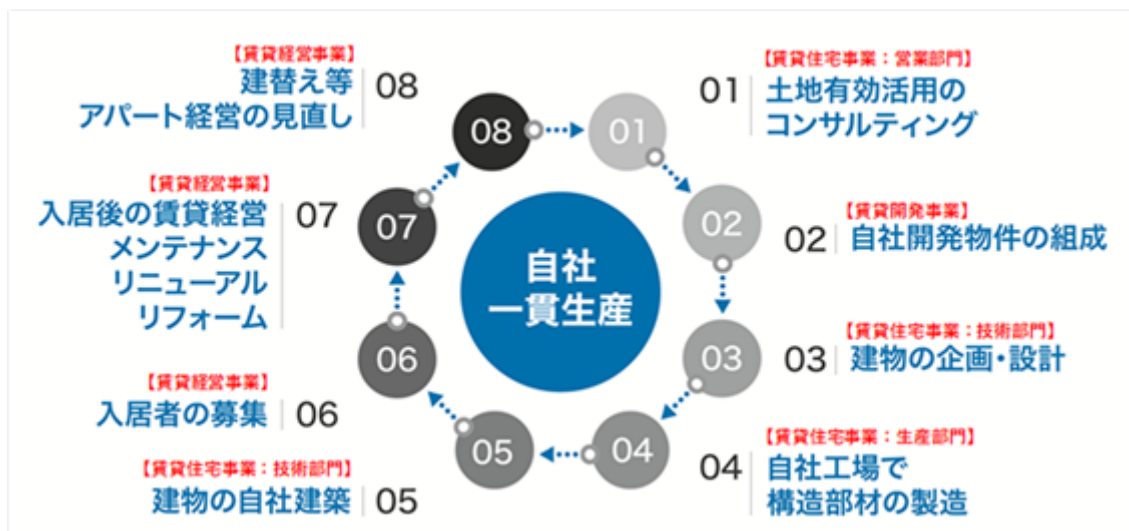 【賃貸住宅事業:営業部門】
01
土地有効活用の
コンサルティング
【賃貸開発事業】
02
自社開発物件の組成
【賃貸住宅事業:技術部門】
03
建物の企画・設計
【賃貸住宅事業:生産部門】
04
自社工場で
構造部材の製造
【賃貸住宅事業:技術部門】
建物の自社建築
05
【賃貸経営事業】
入居者の募集
06
【賃貸経営事業】
入居後の賃貸経営
07
メンテナンス
リニューアル
リフォーム
【賃貸経営事業】
建替え等
08
アパート経営の見直し
自社
一貫生産
01
02
03
04
05
06
07
08